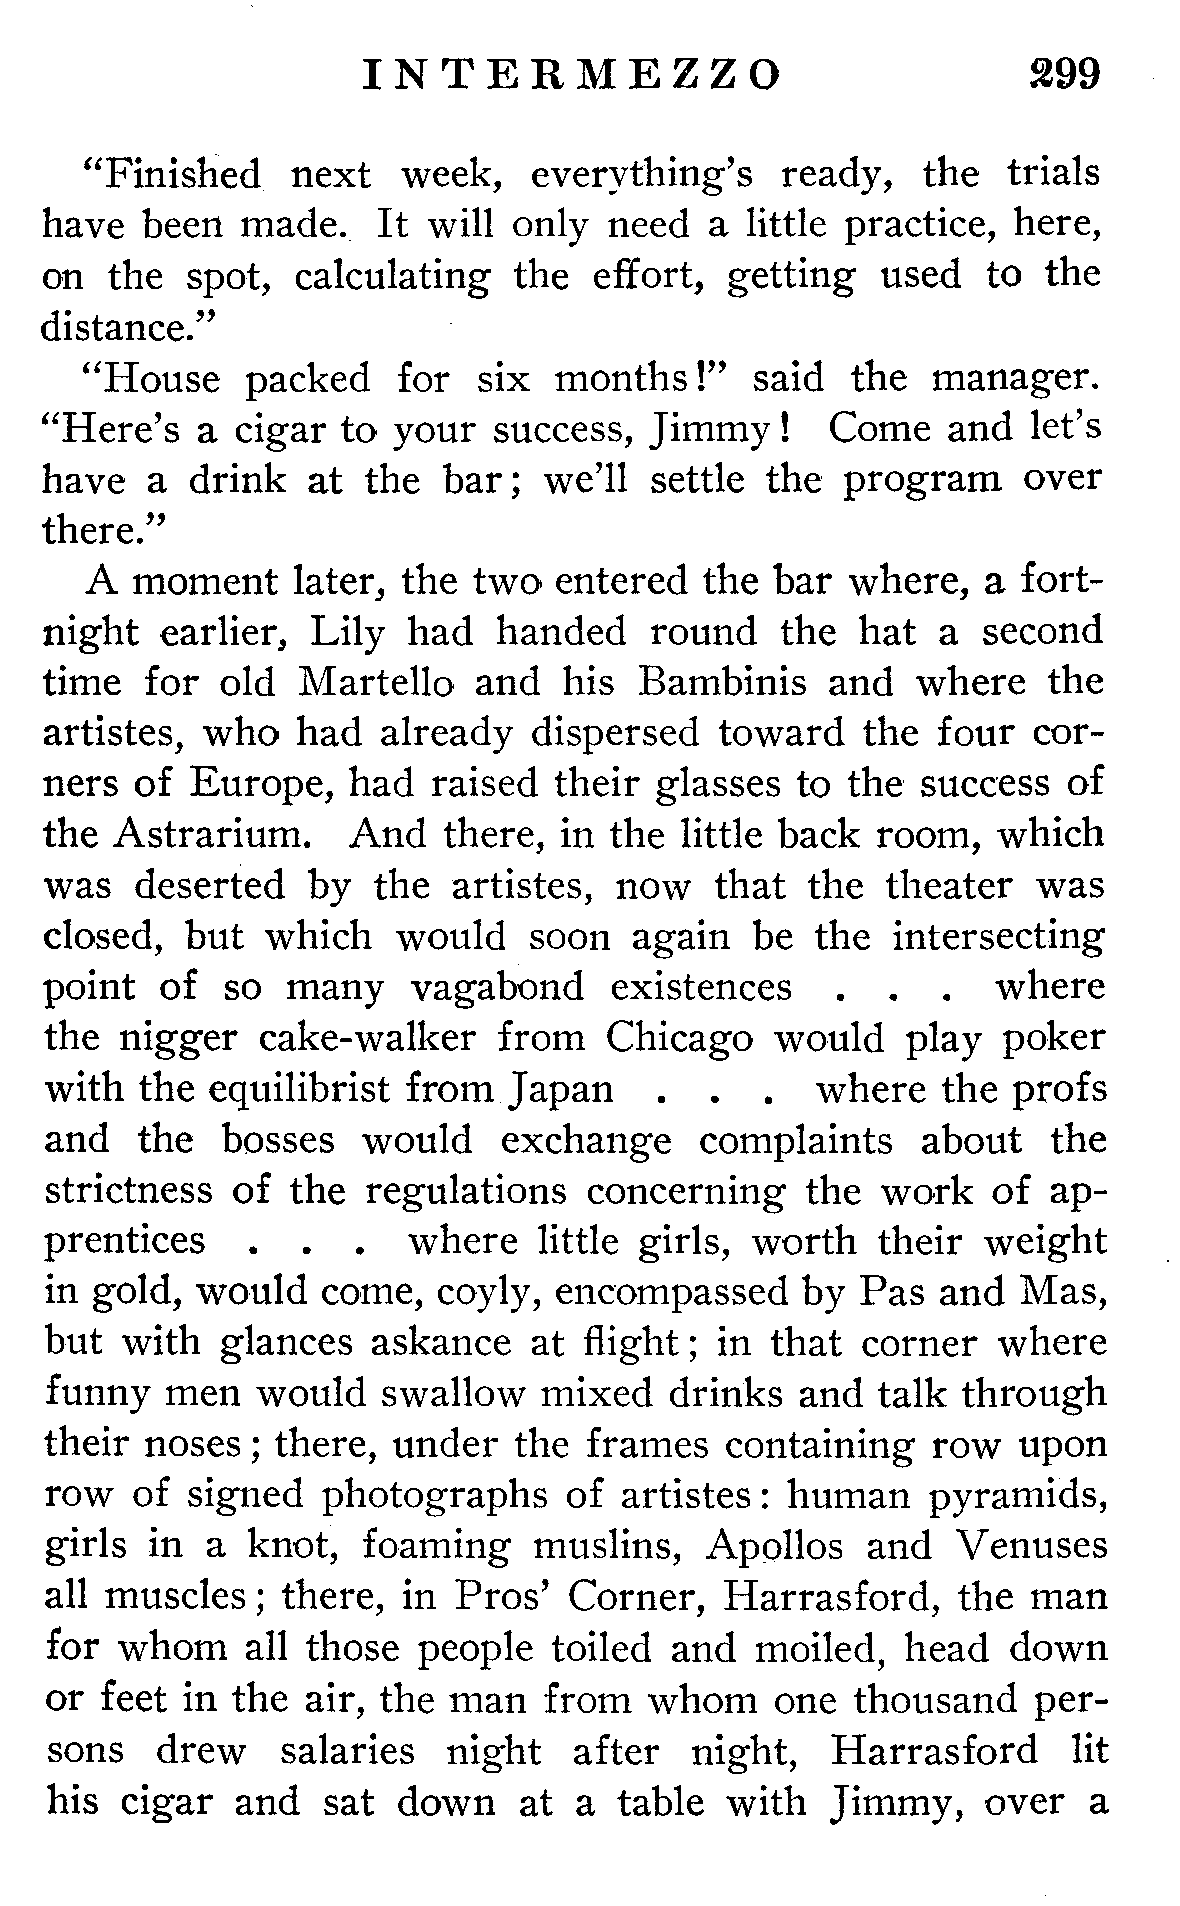 INTERMEZZO 299
"Finished next week, everything's ready, the trials
have been made. It will only need a little practice, here,
on the spot, calculating the effort, getting used to the
distance."
"House packed for six months!" said the manager.
"Here's a cigar to your success, Jimmy! Come and let's
have a drink at the bar; we'll settle the program over
there."
A moment later, the two entered the bar where, a fort-
night earlier, Lily had handed round the hat a second
time for old Martello and his Bambinis and where the
artistes, who had already dispersed toward the four cor-
ners of Europe, had raised their glasses to the success of
the Astrarium. And there, in the little back room, which
was deserted by the artistes, now that the theater was
closed, but which would soon again be the intersecting
point of so many vagabond existences . . . where
the nigger cake-walker from Chicago would play poker
with the equilibrist from Japan . . . where the profs
and the bosses would exchange complaints about the
strictness of the regulations concerning the work of ap-
prentices . . . where little girls, worth their weight
in gold, would come, coyly, encompassed by Pas and Mas,
but with glances askance at flight; in that corner where
funny men would swallow mixed drinks and talk through
their noses; there, under the frames containing row upon
row of signed photographs of artistes: human pyramids,
girls in a knot, foaming muslins, Apollos and Venuses
all muscles; there, in Pros' Corner, Harrasford, the man
for whom all those people toiled and moiled, head down
or feet in the air, the man from whom one thousand per-
sons drew salaries night after night, Harrasford lit
his cigar and sat down at a table with Jimmy, over a